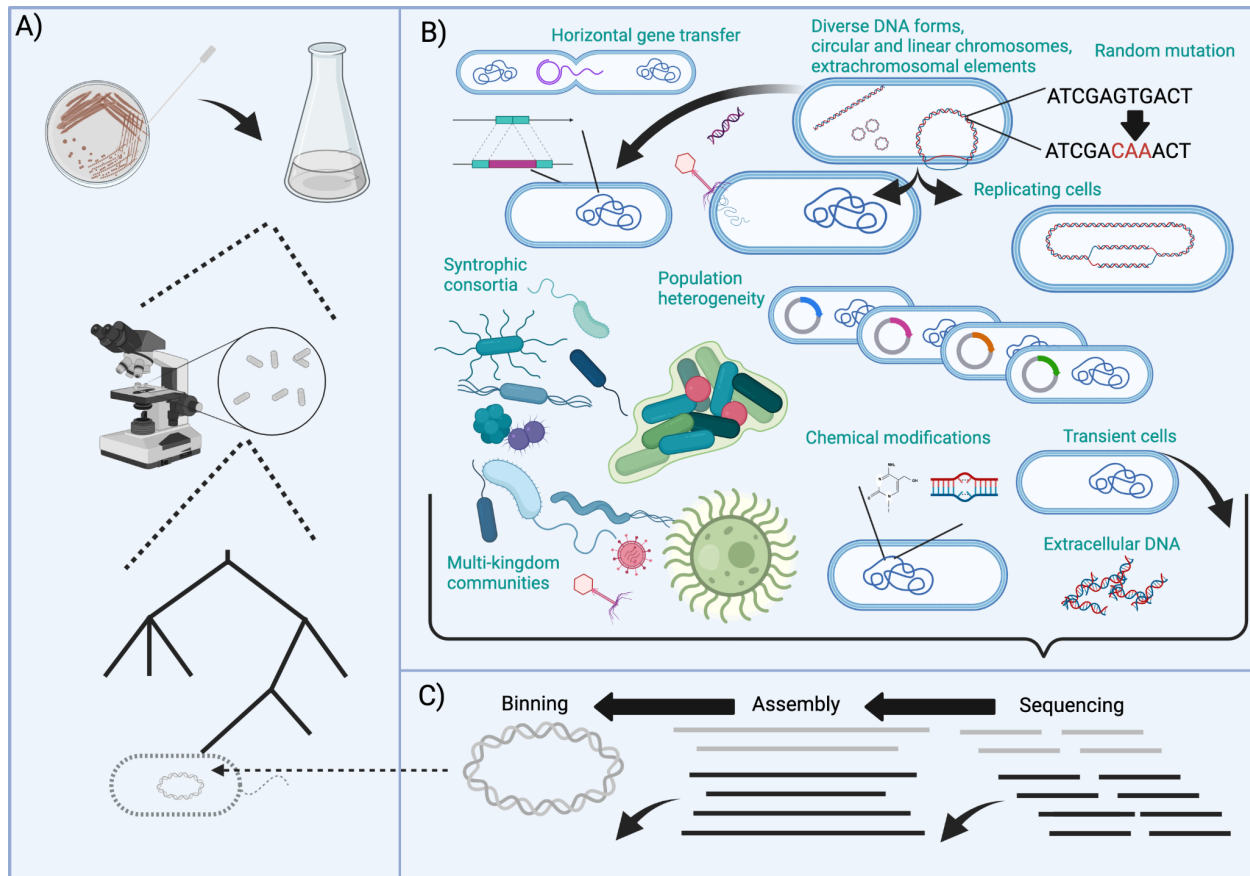 A)
B)
Horizontal gene transfer
Diverse DNA forms,
circular and linear chromosomes,
extrachromosomal elements
Random mutation
ATCGAGTGACT
ATCGACAAACT
Replicating cells
Syntrophic
consortia
Population
heterogeneity
Chemical modifications
Transient cells
Extracellular DNA
Multi-kingdom
communities
C)
Binning
Assembly
Sequencing